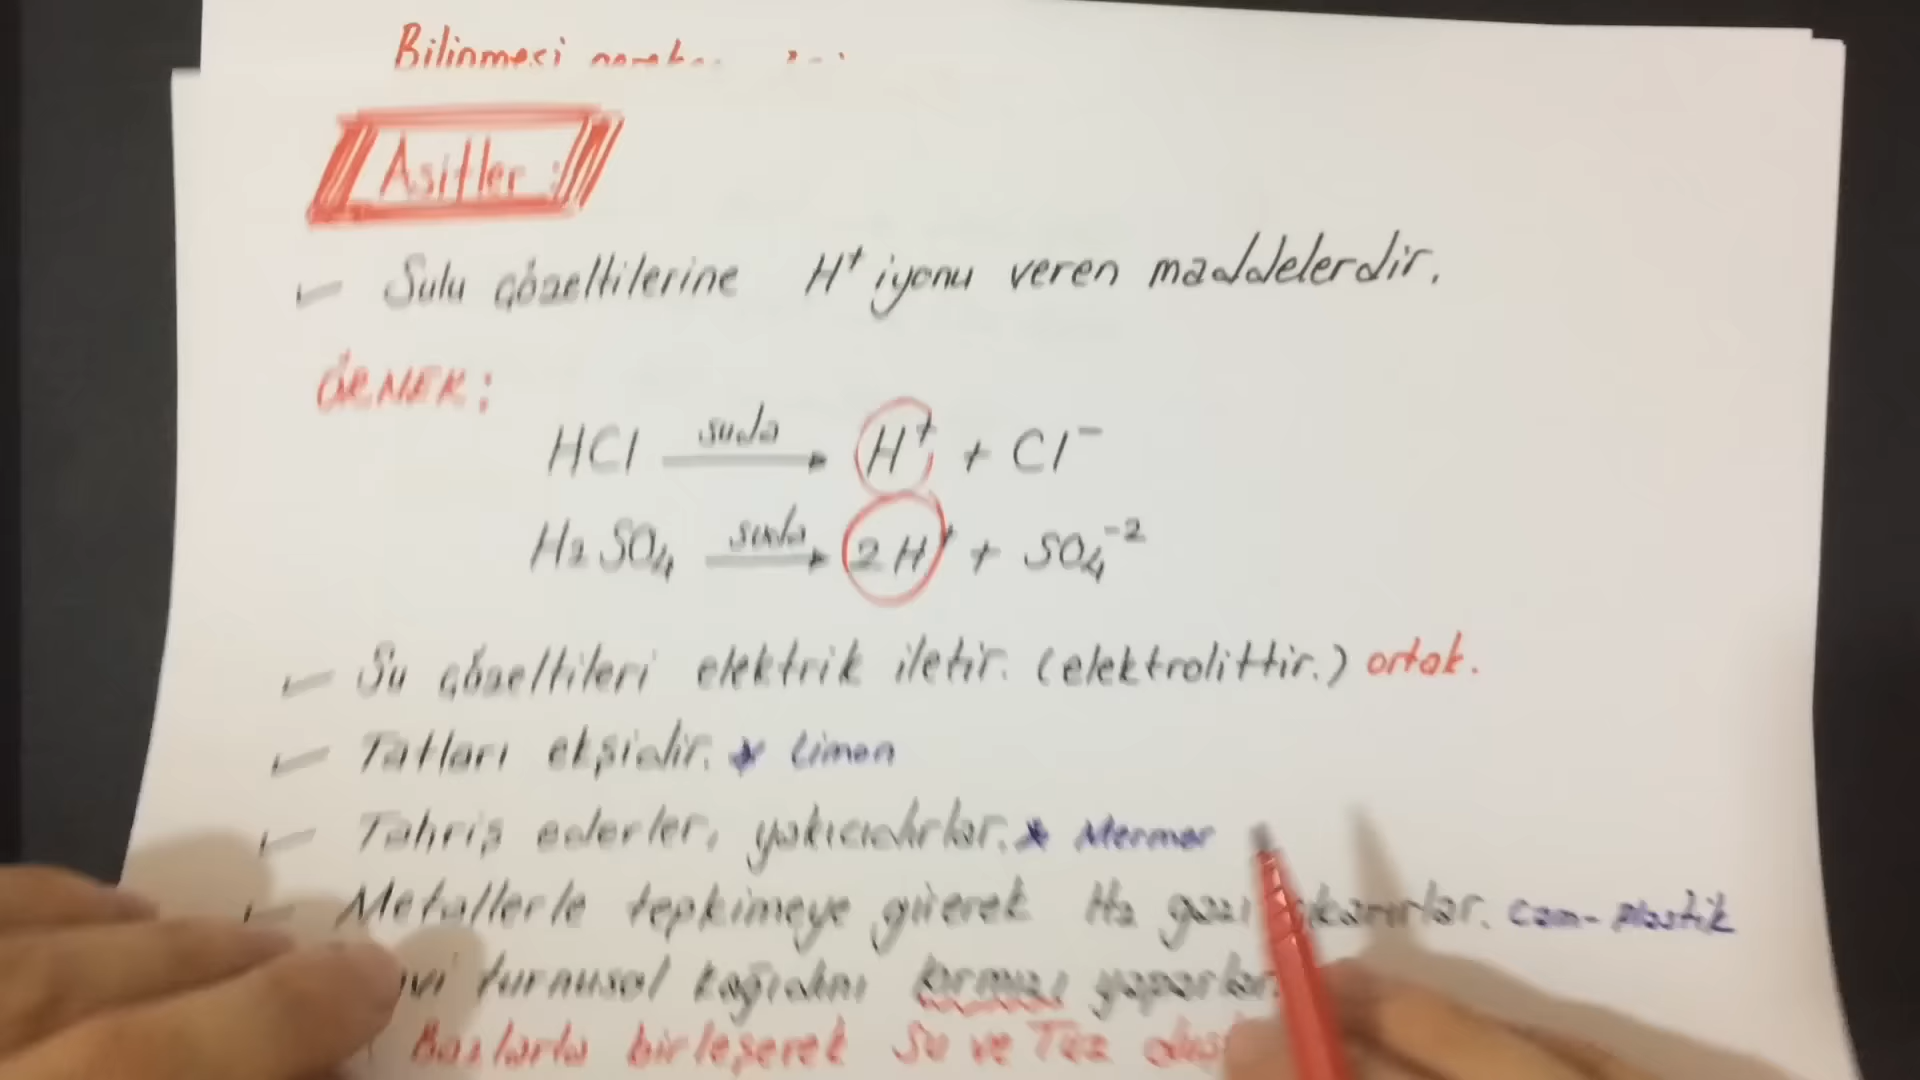 Bilinmesi
Asitler :
Sulu çözeltilerine H⁺ iyonu veren maddelerdir.
ÖRNEK :
HCl suda → H⁺ + Cl⁻
H₂SO₄ suda → 2H⁺ + SO₄⁻²
Su çözeltileri elektrik iletir. (elektrolittir.) ortak.
Tatları ekşidir. * Limon
Tahriş ederler, yakıcıdırlar. * Mermer
Metallerle tepkimeye girerek H₂ gazı çıkarırlar. Cam - Plastik
turnusol kağıdını kırmızı yaparlar.
Bazlarla birleşerek Su ve Tuz